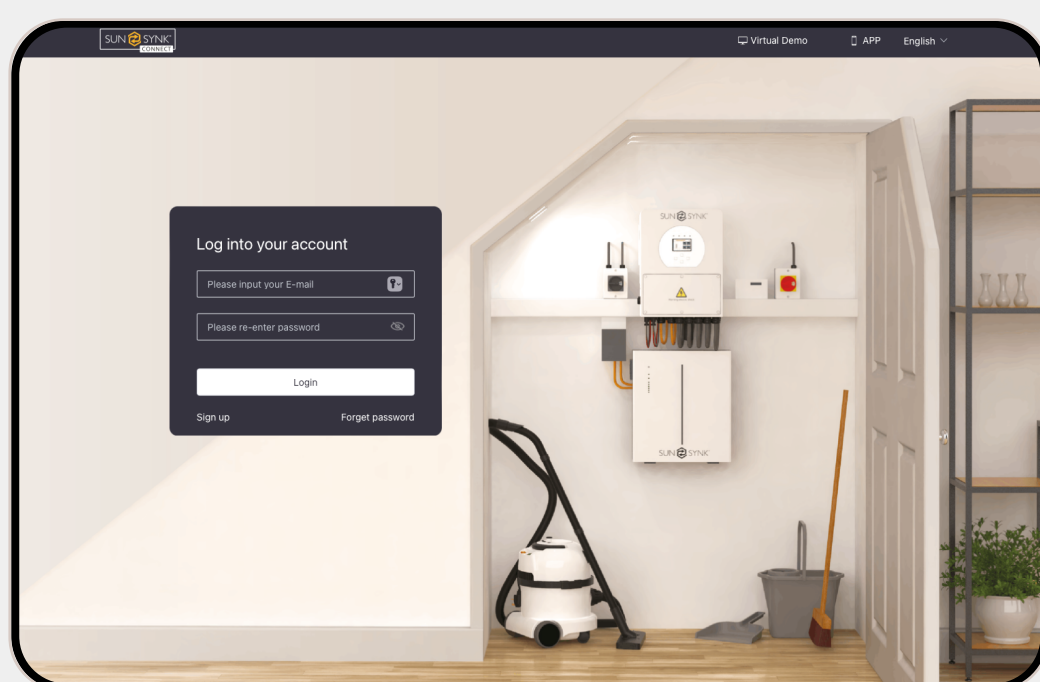 SUN SYNK
CONNECT
Virtual Demo
APP
English
Log into your account
Please input your E-mail
Please re-enter password
Login
Sign up
Forget password
SUN SYNK
SUN SYNK